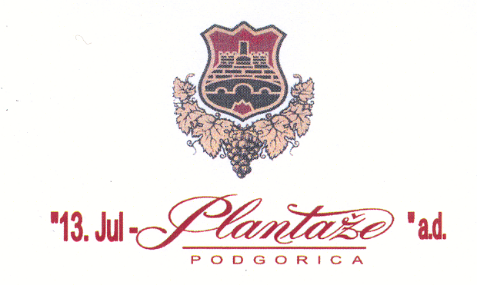 "13. Jul - Plantaže " a.d.
PODGORICA